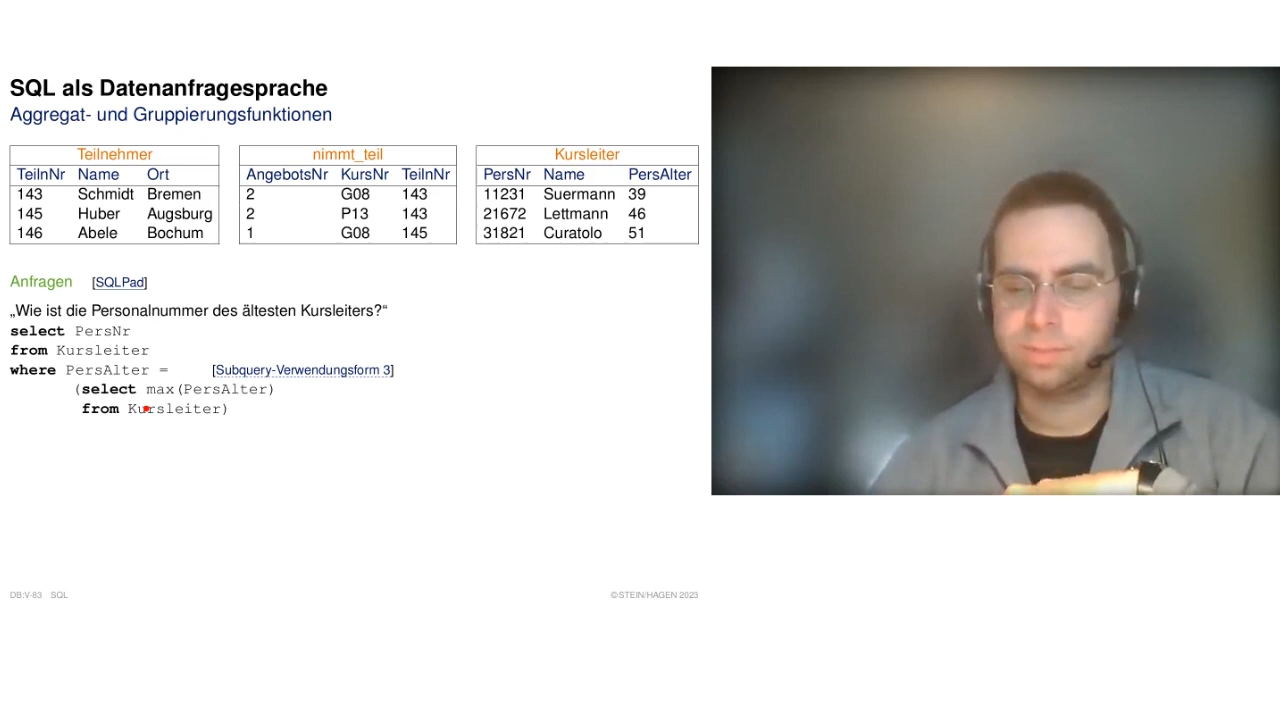 SQL als Datenanfragesprache
Aggregat- und Gruppierungsfunktionen
Teilnehmer
TeilnNr Name Ort
143 Schmidt Bremen
145 Huber Augsburg
146 Abele Bochum
nimmt_teil
AngebotsNr KursNr TeilnNr
2 G08 143
2 P13 143
1 G08 145
Kursleiter
PersNr Name PersAlter
11231 Suermann 39
21672 Lettmann 46
31821 Curatolo 51
Anfragen [SQLPad]
„Wie ist die Personalnummer des ältesten Kursleiters?“
select PersNr
from Kursleiter
where PersAlter = [Subquery-Verwendungsform 3]
(select max(PersAlter)
from Kursleiter)
DB:V-83 SQL ©STEIN/HAGEN 2023